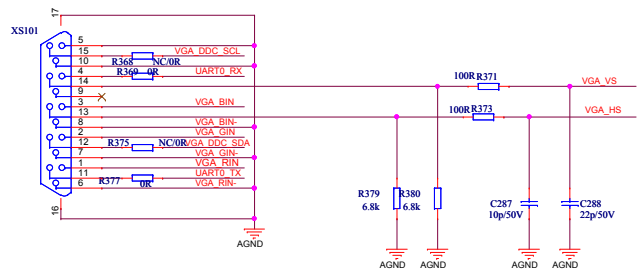 17
XS101
5
15 VGA_DDC_SCL
10 R368 NC/0R
4 R369 0R UART0_RX
14 100R R371 VGA_VS
9
3 VGA_BIN
13 100R R373 VGA_HS
8 VGA_BIN-
2 VGA_GIN
12 R375 NC/0R VGA_DDC_SDA
7 VGA_GIN-
1 VGA_RIN
11 UART0_TX
6 R377 0R VGA_RIN-
16
R379 R380
6.8k 6.8k
C287 C288
10p/50V 22p/50V
AGND
AGND AGND AGND AGND